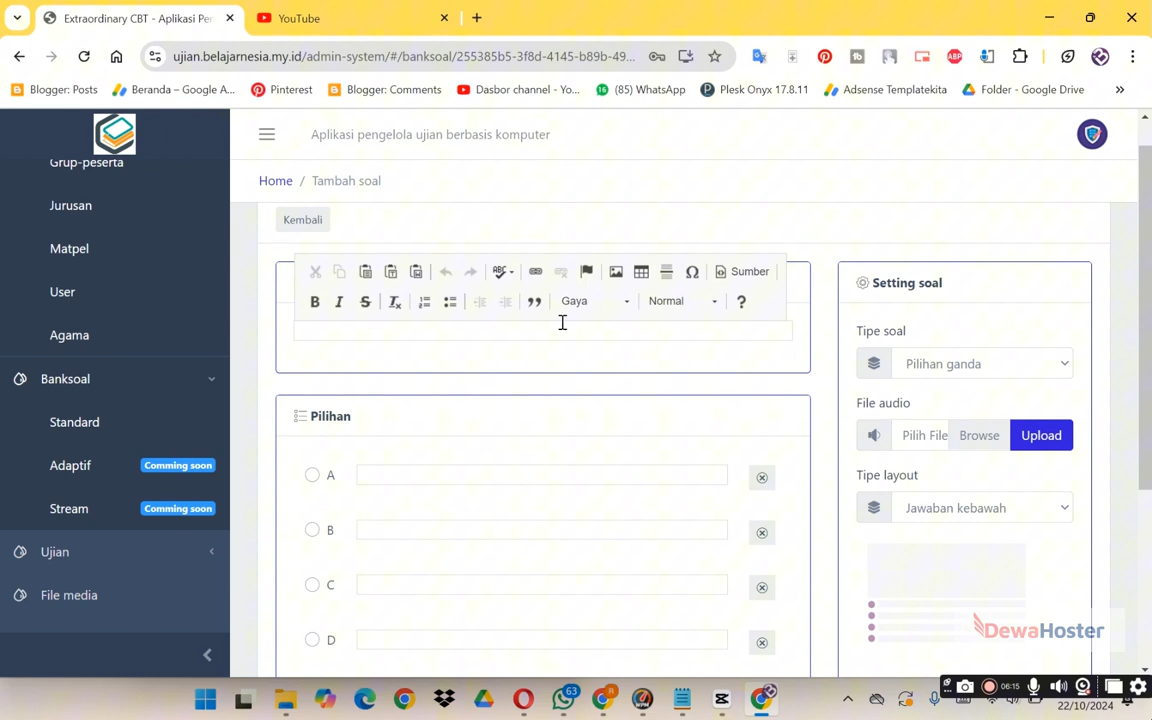 Extraordinary CBT - Aplikasi Pen
YouTube
ujian.belajarnesia.my.id/admin-system/#/banksoal/255385b5-3f8d-4145-b89b-49...
Blogger: Posts
Beranda – Google A...
Pinterest
Blogger: Comments
Dasbor channel - Yo...
(85) WhatsApp
Plesk Onyx 17.8.11
Adsense Templatekita
Folder - Google Drive
Aplikasi pengelola ujian berbasis komputer
Grup-peserta
Jurusan
Matpel
User
Agama
Banksoal
Standard
Adaptif
Comming soon
Stream
Comming soon
Ujian
File media
Home / Tambah soal
Kembali
Sumber
Gaya
Normal
?
Pilihan
A
B
C
D
Setting soal
Tipe soal
Pilihan ganda
File audio
Pilih File
Browse
Upload
Tipe layout
Jawaban kebawah
DewaHoster
63
06:15
22/10/2024